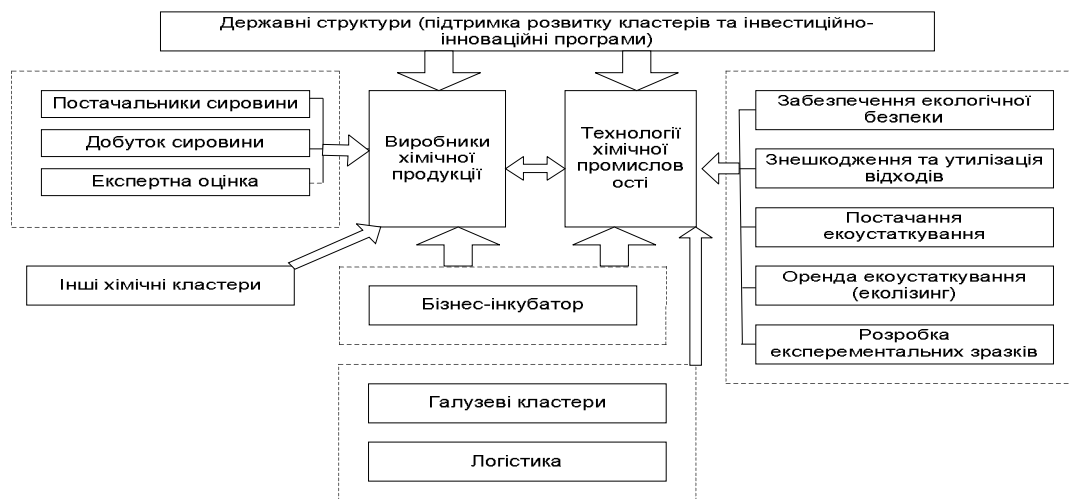 Державні структури (підтримка розвитку кластерів та інвестиційно-
інноваційні програми)
Постачальники сировини
Добуток сировини
Експертна оцінка
Інші хімічні кластери
Виробники
хімічної
продукції
Технології
хімічної
промислов
ості
Забезпечення екологічної
безпеки
Знешкодження та утилізація
відходів
Постачання
екоустаткування
Оренда екоустаткування
(еколізинг)
Розробка
експерементальних зразків
Бізнес-інкубатор
Галузеві кластери
Логістика